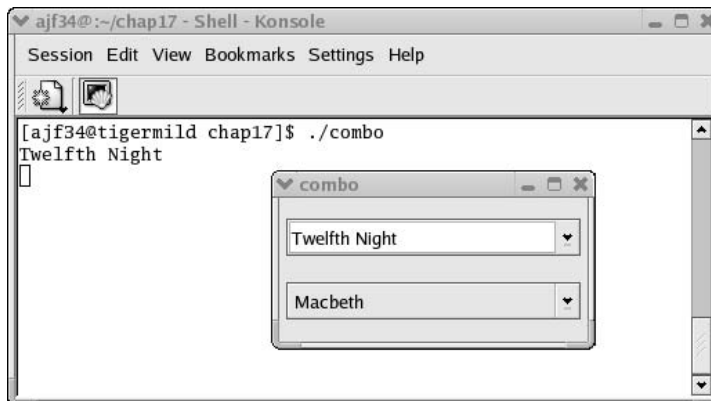 ajf34@:~/chap17 - Shell - Konsole
Session Edit View Bookmarks Settings Help
[ajf34@tigermild chap17]$ ./combo
Twelfth Night
combo
Twelfth Night
Macbeth